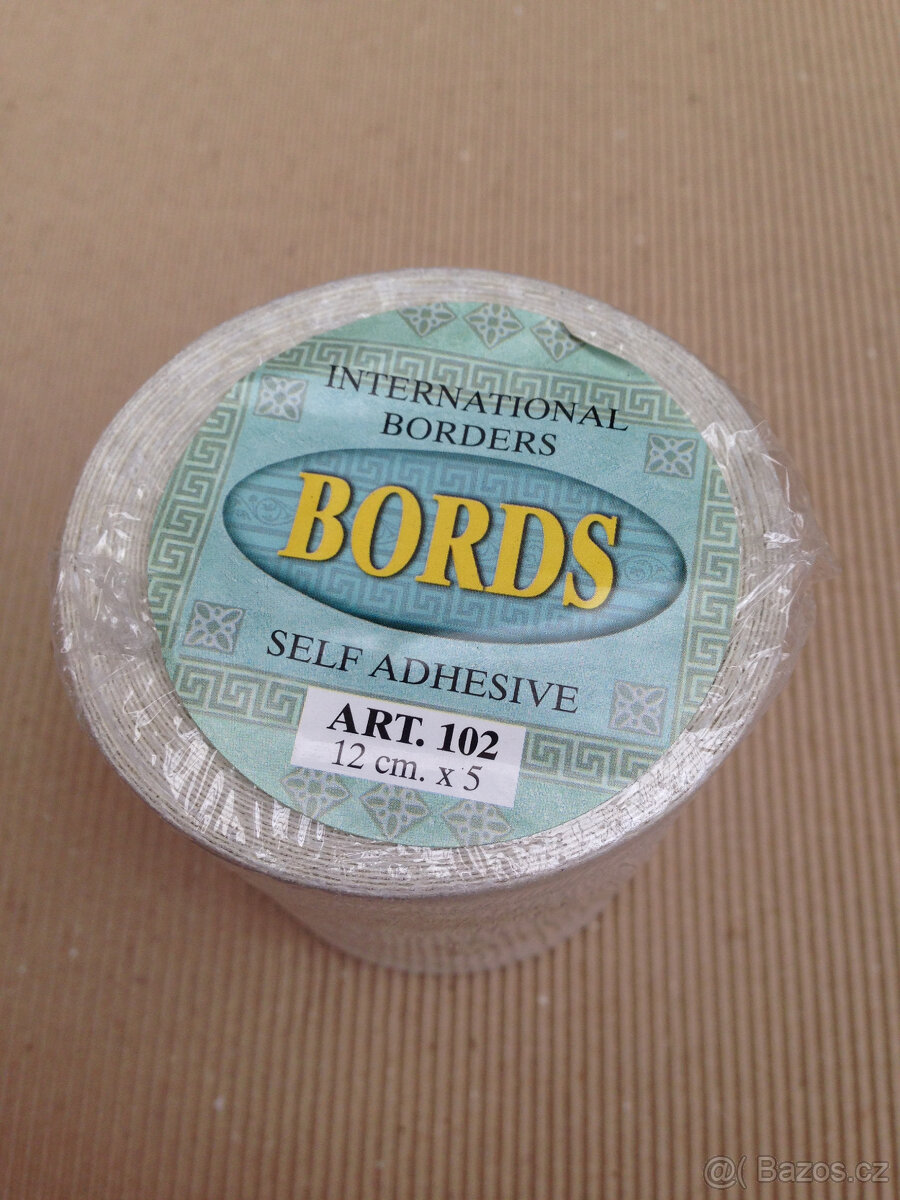 INTERNATIONAL
BORDERS
BORDS
SELF ADHESIVE
ART. 102
12 cm. x 5
@( Bazos.cz